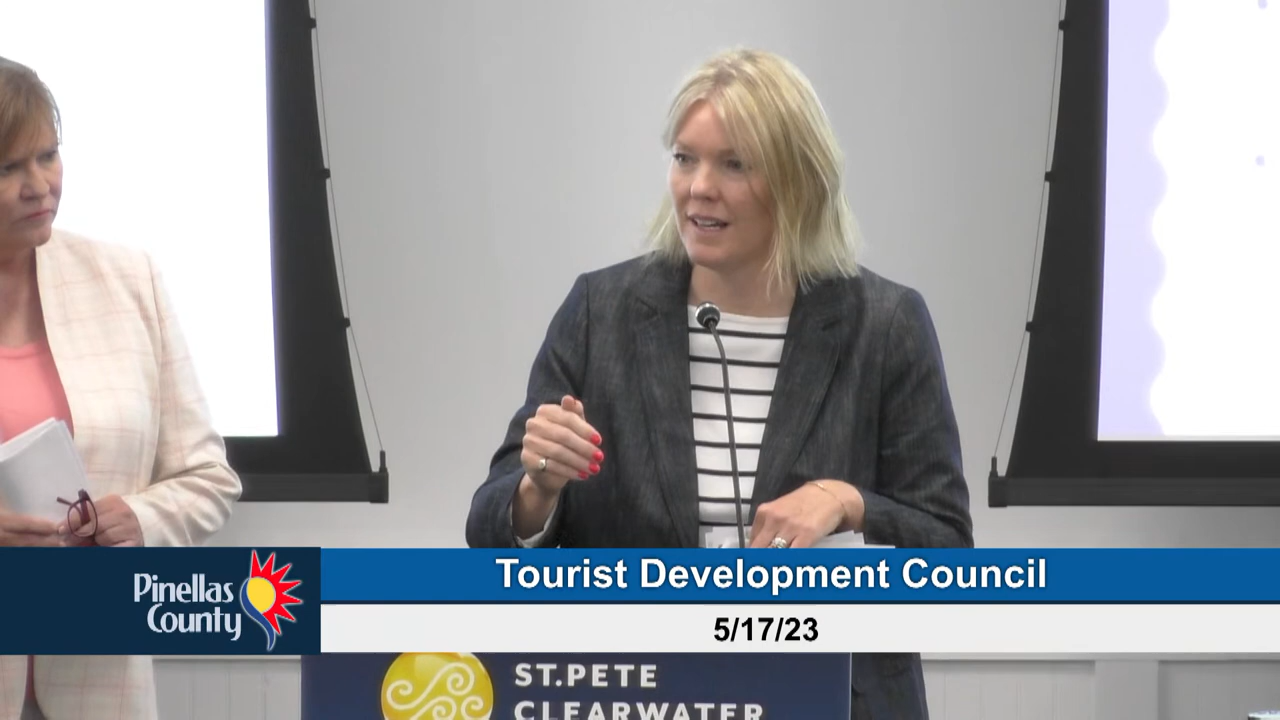 Tourist Development Council
Pinellas
County
5/17/23
ST.PETE
CLEARWATER